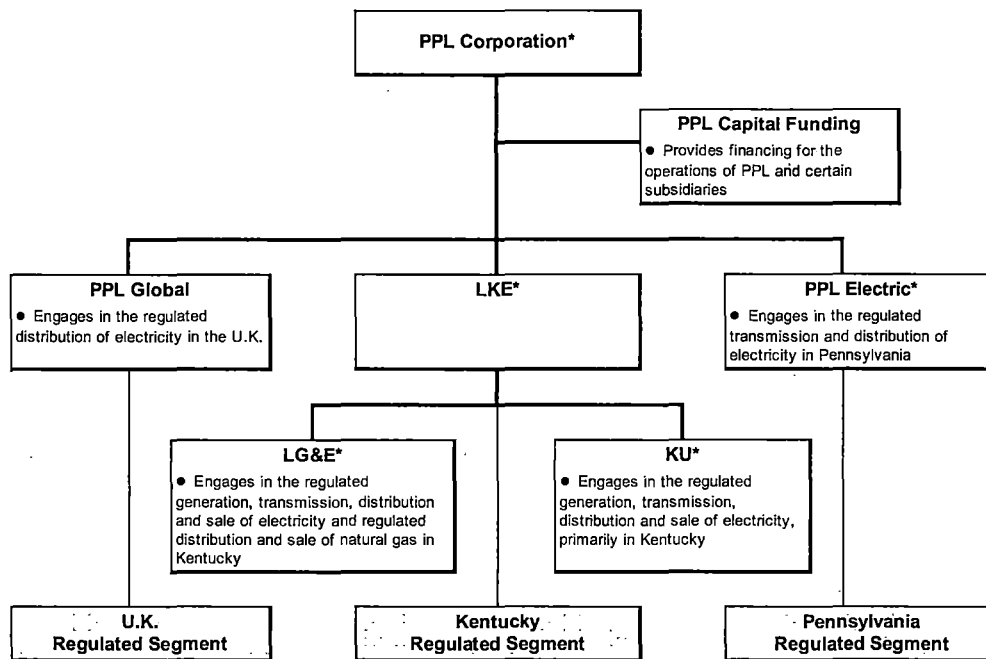 PPL Corporation*
PPL Capital Funding
● Provides financing for the
operations of PPL and certain
subsidiaries
PPL Global
● Engages in the regulated
distribution of electricity in the U.K.
LKE*
PPL Electric*
● Engages in the regulated
transmission and distribution of
electricity in Pennsylvania
LG&E*
● Engages in the regulated
generation, transmission, distribution
and sale of electricity and regulated
distribution and sale of natural gas in
Kentucky
KU*
● Engages in the regulated
generation, transmission,
distribution and sale of electricity,
primarily in Kentucky
U.K.
Regulated Segment
Kentucky
Regulated Segment
Pennsylvania
Regulated Segment